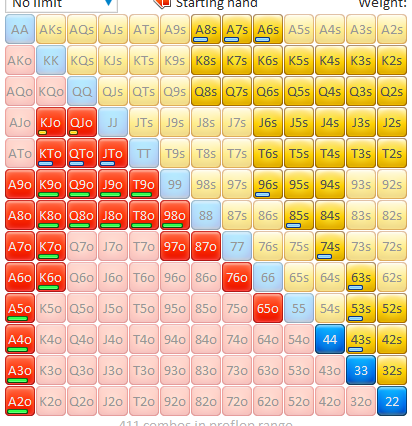 No limit Starting hand Weight:
AA AKs AQs AJs ATs A9s A8s A7s A6s A5s A4s A3s A2s
AKo KK KQs KJs KTs K9s K8s K7s K6s K5s K4s K3s K2s
AQo KQo QQ QJs QTs Q9s Q8s Q7s Q6s Q5s Q4s Q3s Q2s
AJo KJo QJo JJ JTs J9s J8s J7s J6s J5s J4s J3s J2s
ATo KTo QTo JTo TT T9s T8s T7s T6s T5s T4s T3s T2s
A9o K9o Q9o J9o T9o 99 98s 97s 96s 95s 94s 93s 92s
A8o K8o Q8o J8o T8o 98o 88 87s 86s 85s 84s 83s 82s
A7o K7o Q7o J7o T7o 97o 87o 77 76s 75s 74s 73s 72s
A6o K6o Q6o J6o T6o 96o 86o 76o 66 65s 64s 63s 62s
A5o K5o Q5o J5o T5o 95o 85o 75o 65o 55 54s 53s 52s
A4o K4o Q4o J4o T4o 94o 84o 74o 64o 54o 44 43s 42s
A3o K3o Q3o J3o T3o 93o 83o 73o 63o 53o 43o 33 32s
A2o K2o Q2o J2o T2o 92o 82o 72o 62o 52o 42o 32o 22
411 combos in preflop range